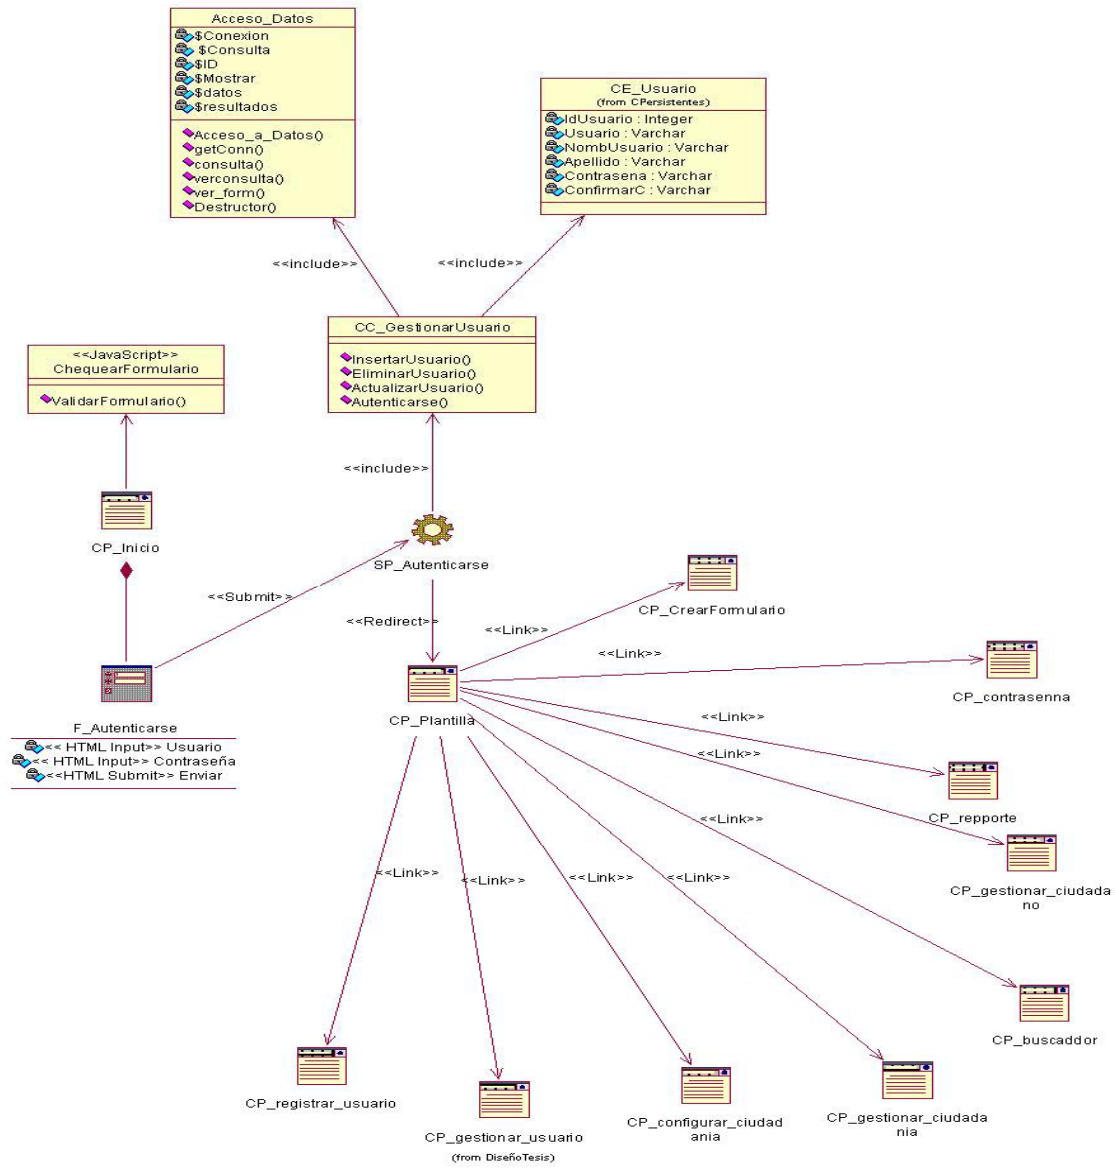 Acceso_Datos
$Conexion
$Consulta
$ID
$Mostrar
$datos
$resultados
Acceso_a_Datos()
getConn()
consulta()
verconsulta()
ver_form()
Destructor()
CE_Usuario
(from CPersistentes)
IdUsuario : Integer
Usuario : Varchar
NombUsuario : Varchar
Apellido : Varchar
Contrasena : Varchar
ConfirmarC : Varchar
<<include>>
<<include>>
CC_GestionarUsuario
InsertarUsuario()
EliminarUsuario()
ActualizarUsuario()
Autenticarse()
<<JavaScript>>
ChequearFormulario
ValidarFormulario()
<<include>>
CP_Inicio
SP_Autenticarse
<<Submit>>
<<Redirect>>
CP_CrearFormulario
<<Link>>
<<Link>>
CP_contrasenna
F_Autenticarse
<< HTML Input>> Usuario
<< HTML Input>> Contraseña
<<HTML Submit>> Enviar
CP_Plantilla
<<Link>>
<<Link>>
CP_repporte
<<Link>>
<<Link>>
<<Link>>
<<Link>>
<<Link>>
CP_gestionar_ciudada
no
CP_buscaddor
CP_registrar_usuario
CP_gestionar_usuario
(from DiseñoTesis)
CP_configurar_ciudad
ania
CP_gestionar_ciudada
nia